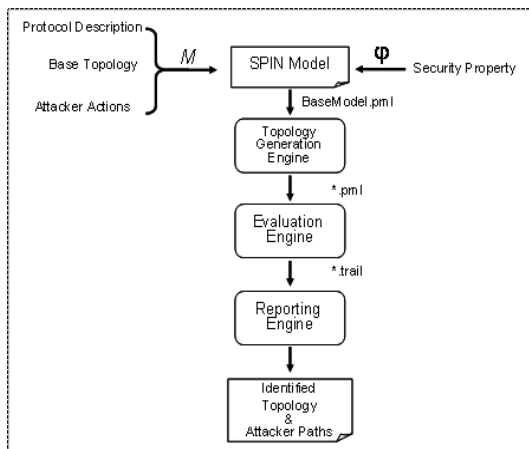 Protocol Description
Base Topology
Attacker Actions
M
SPIN Model
φ
Security Property
BaseModel.pml
Topology
Generation
Engine
*.pml
Evaluation
Engine
*.trail
Reporting
Engine
Identified
Topology
&
Attacker Paths